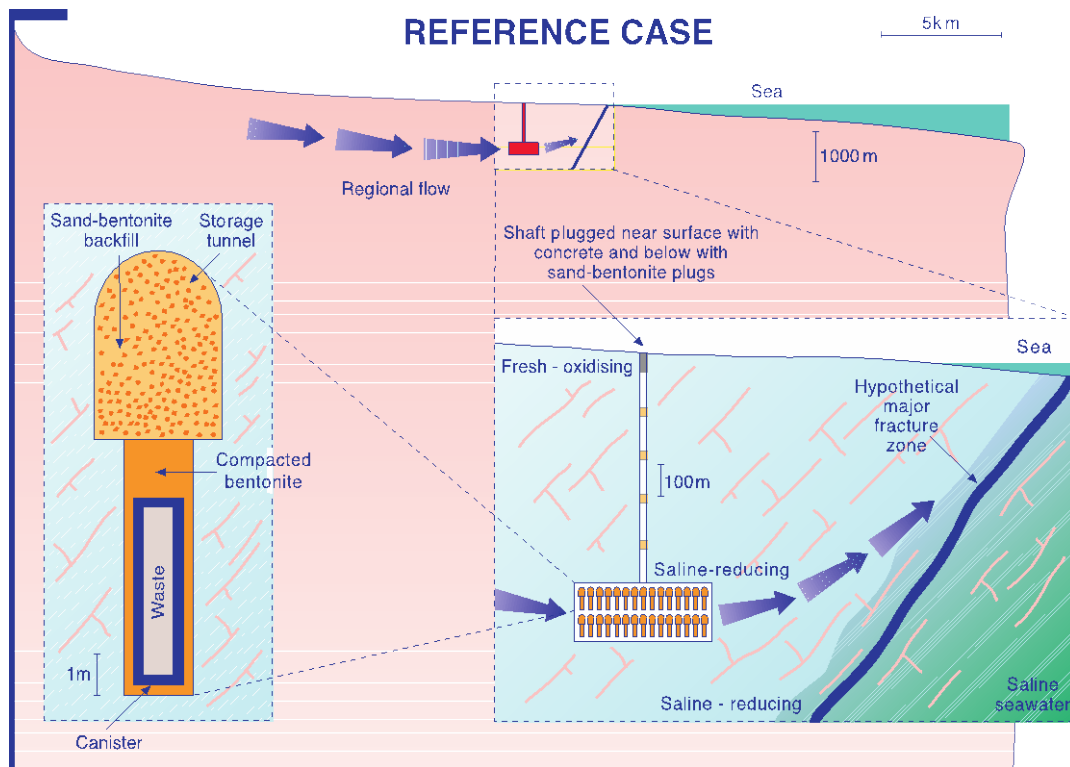 REFERENCE CASE
5km
Sea
1000m
Regional flow
Sand-bentonite
backfill
Storage
tunnel
Compacted
bentonite
Waste
1m
Canister
Shaft plugged near surface with
concrete and below with
sand-bentonite plugs
Sea
Fresh - oxidising
Hypothetical
major
fracture
zone
100m
Saline-reducing
Saline - reducing
Saline
seawater